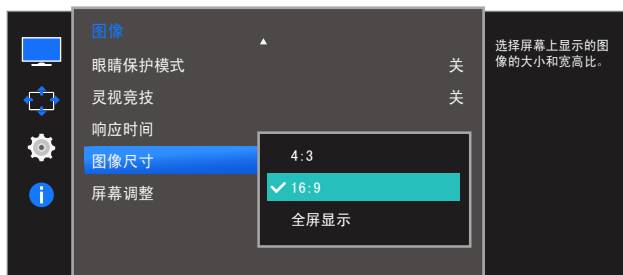 图像
眼睛保护模式 关
灵视竞技 关
响应时间
图像尺寸
屏幕调整
4:3
16:9
全屏显示
选择屏幕上显示的图
像的大小和宽高比。